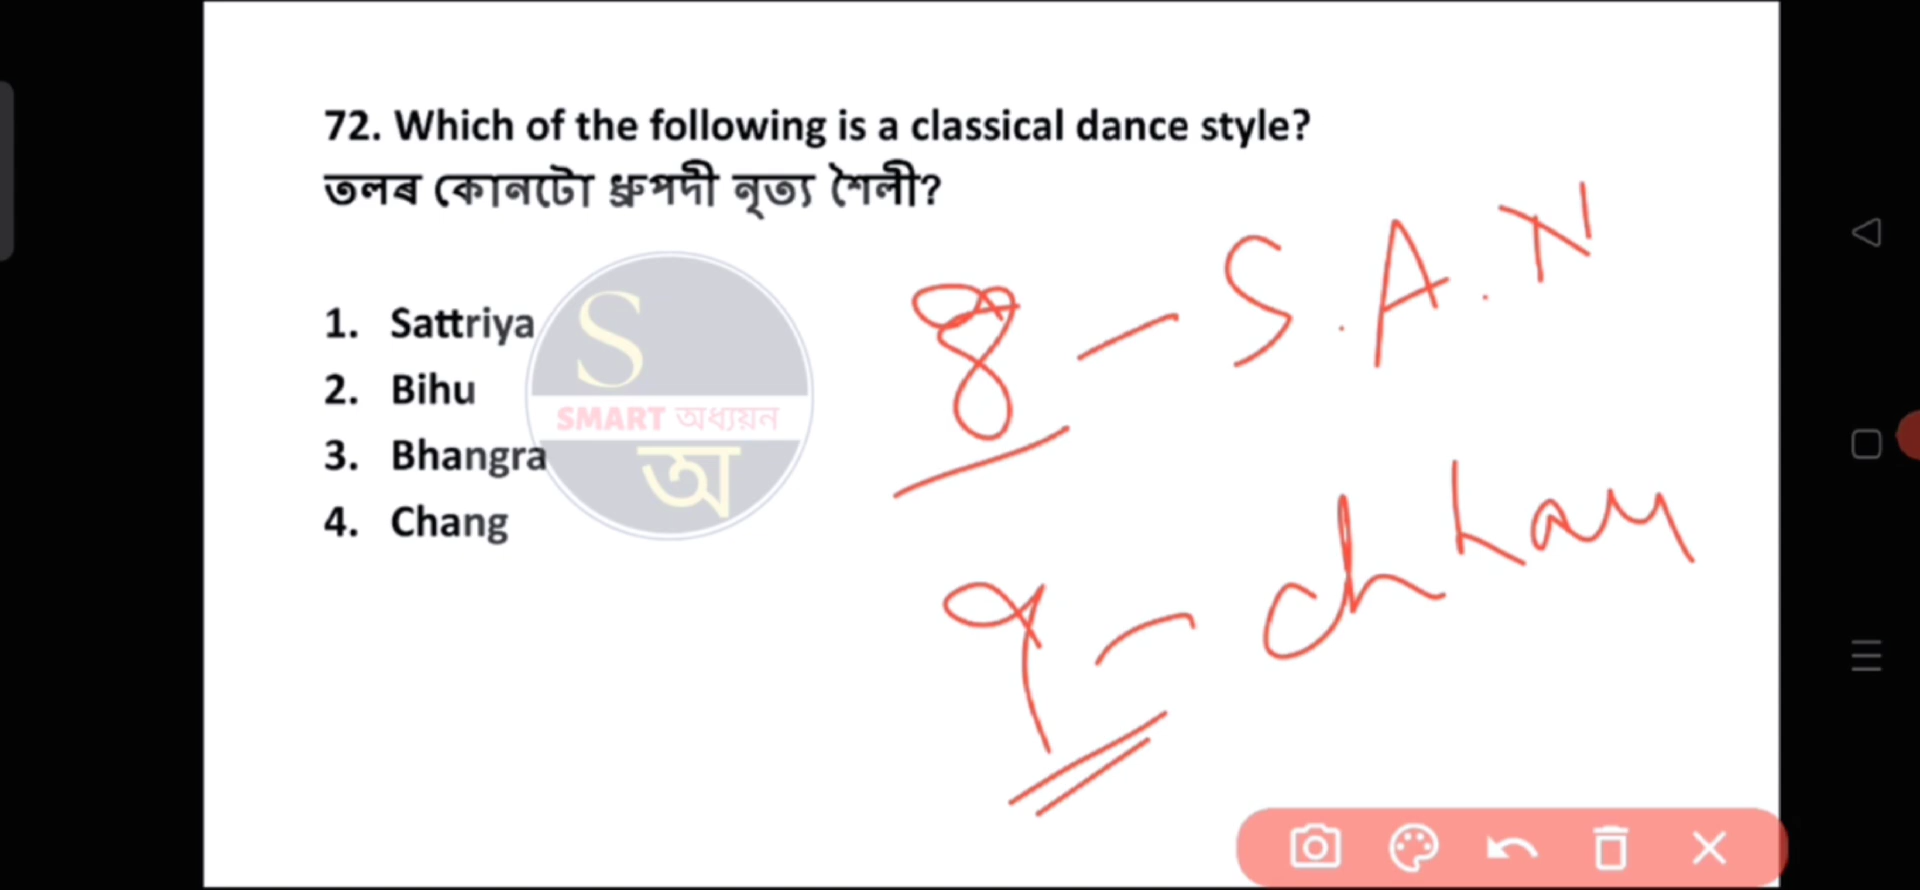 72. Which of the following is a classical dance style?
তলৰ কোনটো ধ্ৰুপদী নৃত্য শৈলী?
1. Sattriya
2. Bihu
3. Bhangra
4. Chang
S
SMART অধ্যয়ন
অ
8 - S.A.N
9 - chhau